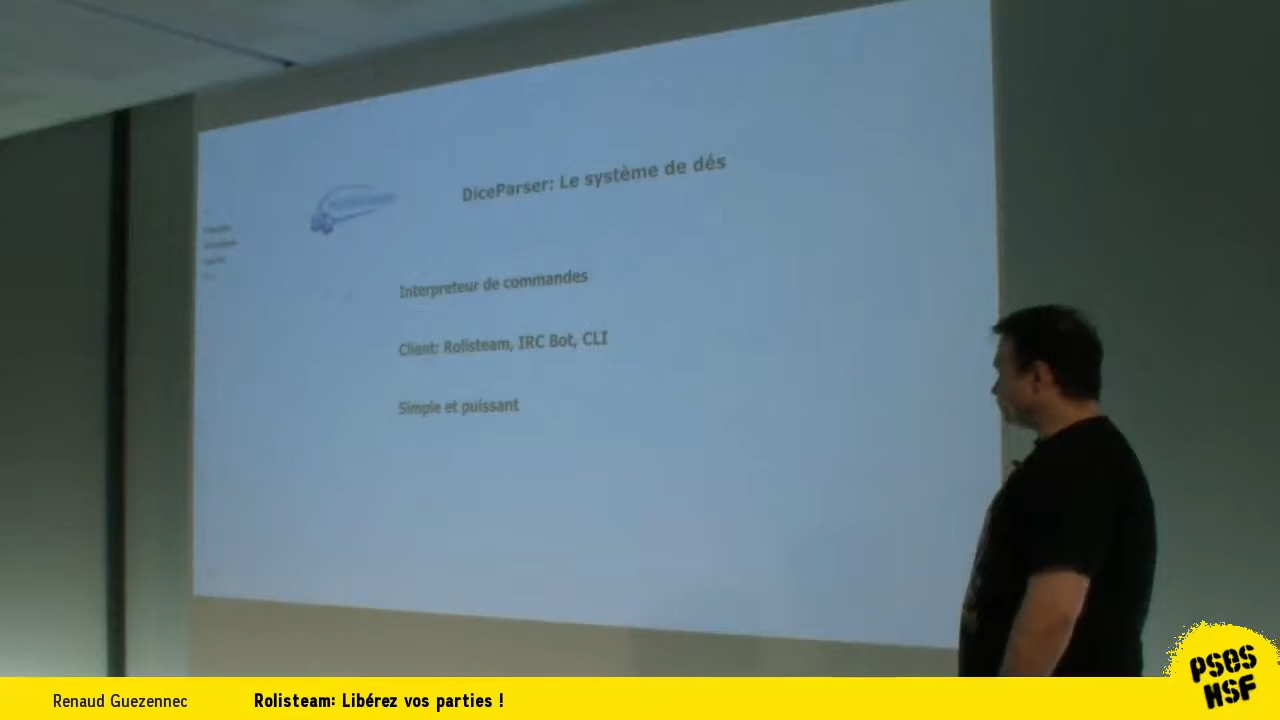 DiceParser: Le système de dés
Interpreteur de commandes
Client: Rolisteam, IRC Bot, CLI
Simple et puissant
Renaud Guezennec
Rolisteam: Libérez vos parties !
PSES
HSF